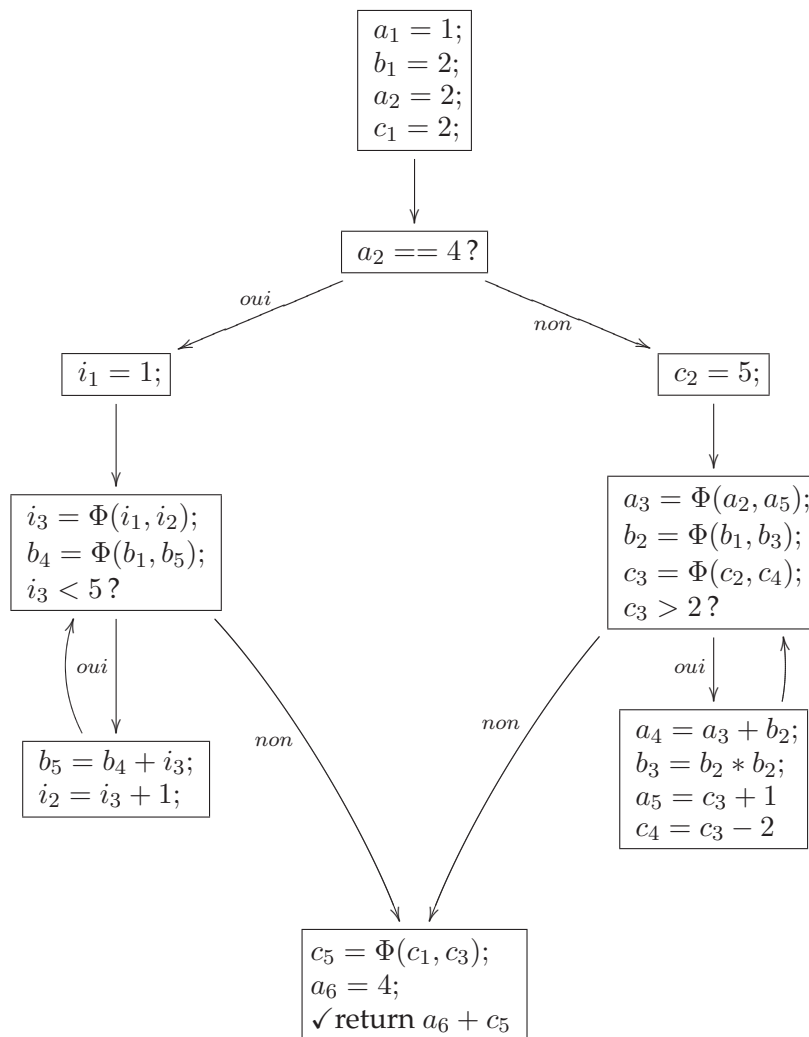 a₁ = 1;
b₁ = 2;
a₂ = 2;
c₁ = 2;
a₂ == 4 ?
oui
non
i₁ = 1;
c₂ = 5;
i₃ = Φ(i₁, i₂);
b₄ = Φ(b₁, b₅);
i₃ < 5 ?
a₃ = Φ(a₂, a₅);
b₂ = Φ(b₁, b₃);
c₃ = Φ(c₂, c₄);
c₃ > 2 ?
oui
non
non
oui
b₅ = b₄ + i₃;
i₂ = i₃ + 1;
a₄ = a₃ + b₂;
b₃ = b₂ ∗ b₂;
a₅ = c₃ + 1
c₄ = c₃ − 2
c₅ = Φ(c₁, c₃);
a₆ = 4;
✓return a₆ + c₅